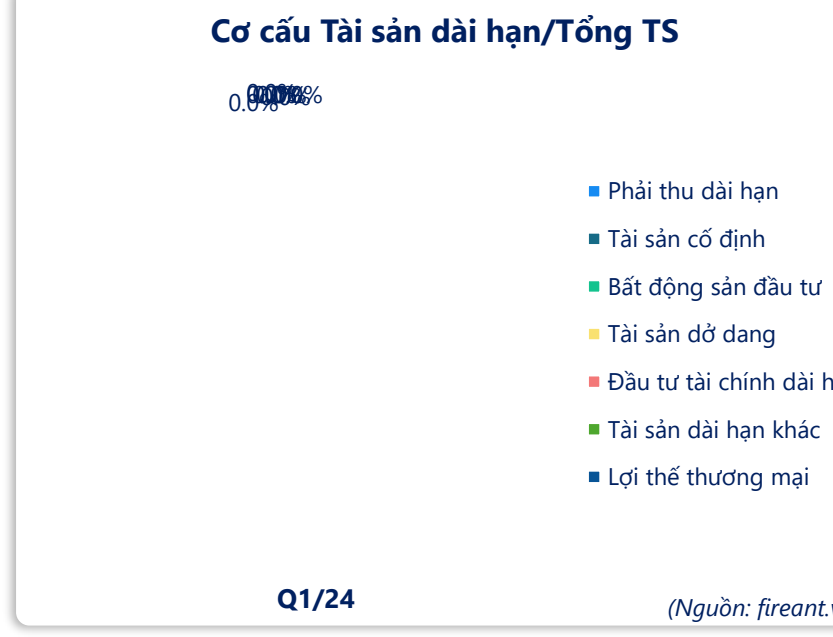 Cơ cấu Tài sản dài hạn/Tổng TS
0.0%
Phải thu dài hạn
Tài sản cố định
Bất động sản đầu tư
Tài sản dở dang
Đầu tư tài chính dài h
Tài sản dài hạn khác
Lợi thế thương mại
Q1/24
(Nguồn: fireant.v